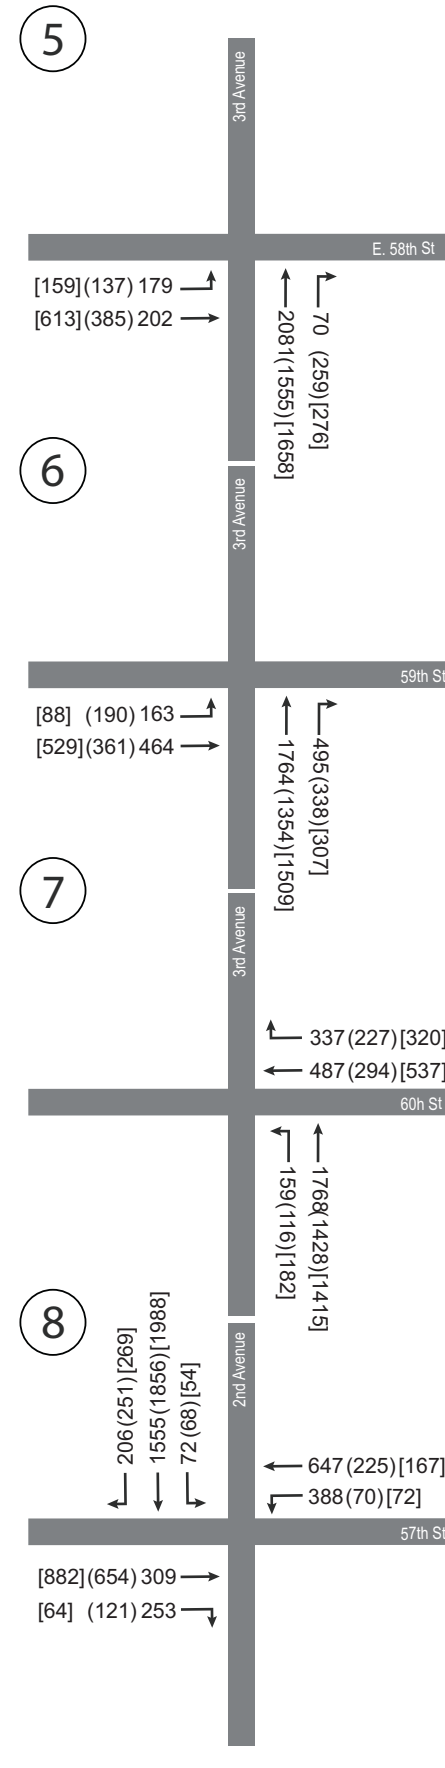 5
3rd Avenue
E. 58th St
[159](137) 179
[613](385) 202
2081(1555)[1658]
70 (259)[276]
6
3rd Avenue
59th St
[88] (190) 163
[529](361) 464
1764(1354)[1509]
495(338)[307]
7
3rd Avenue
337(227)[320]
487(294)[537]
60h St
159(116)[182]
1768(1428)[1415]
8
2nd Avenue
206(251)[269]
1555(1856)[1988]
72(68)[54]
647(225)[167]
388(70)[72]
57th St
[882](654) 309
[64] (121) 253